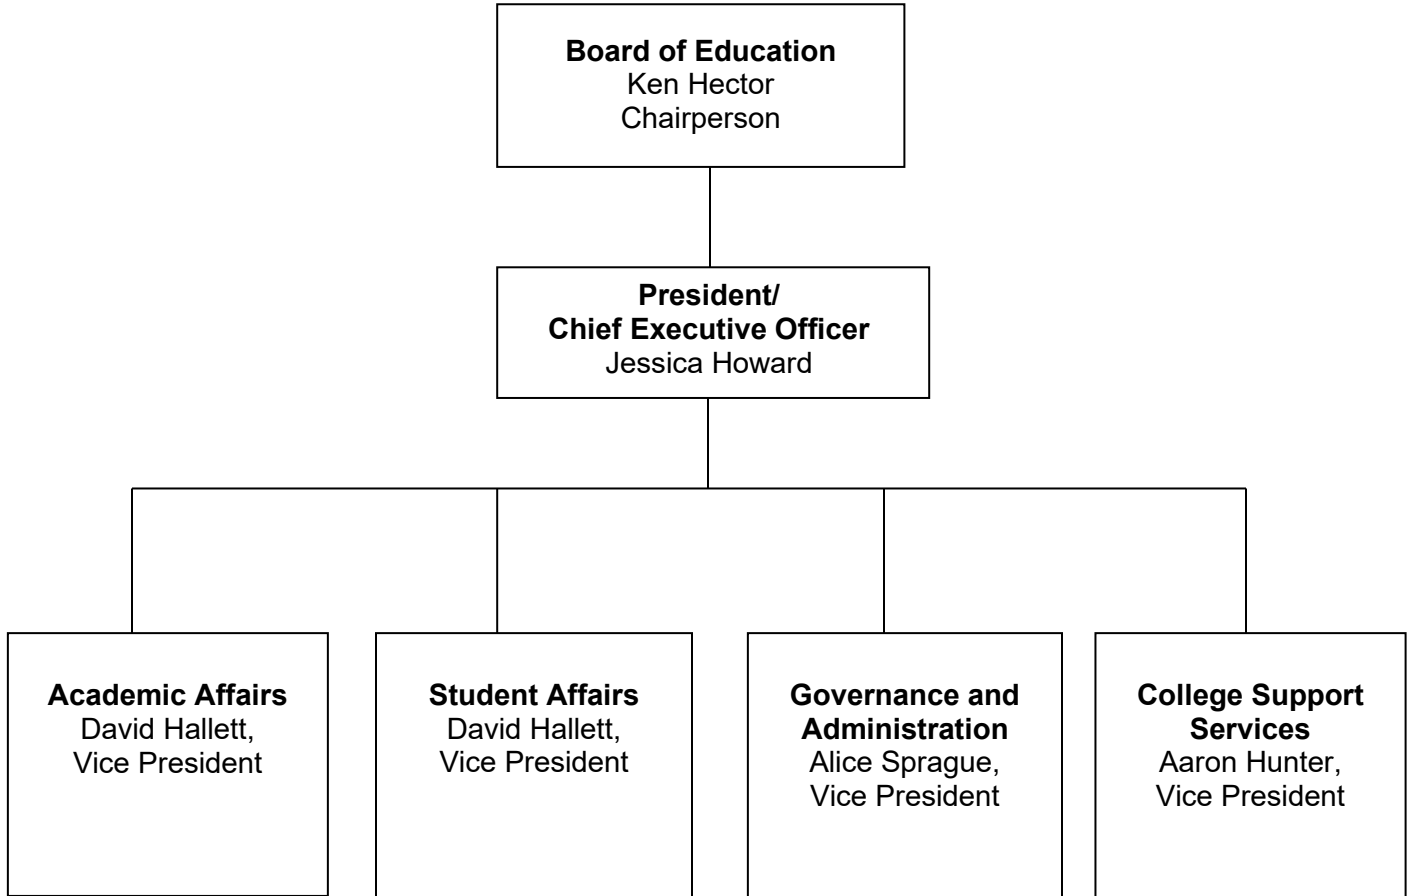 Board of Education
Ken Hector
Chairperson
President/
Chief Executive Officer
Jessica Howard
Academic Affairs
David Hallett,
Vice President
Student Affairs
David Hallett,
Vice President
Governance and
Administration
Alice Sprague,
Vice President
College Support
Services
Aaron Hunter,
Vice President